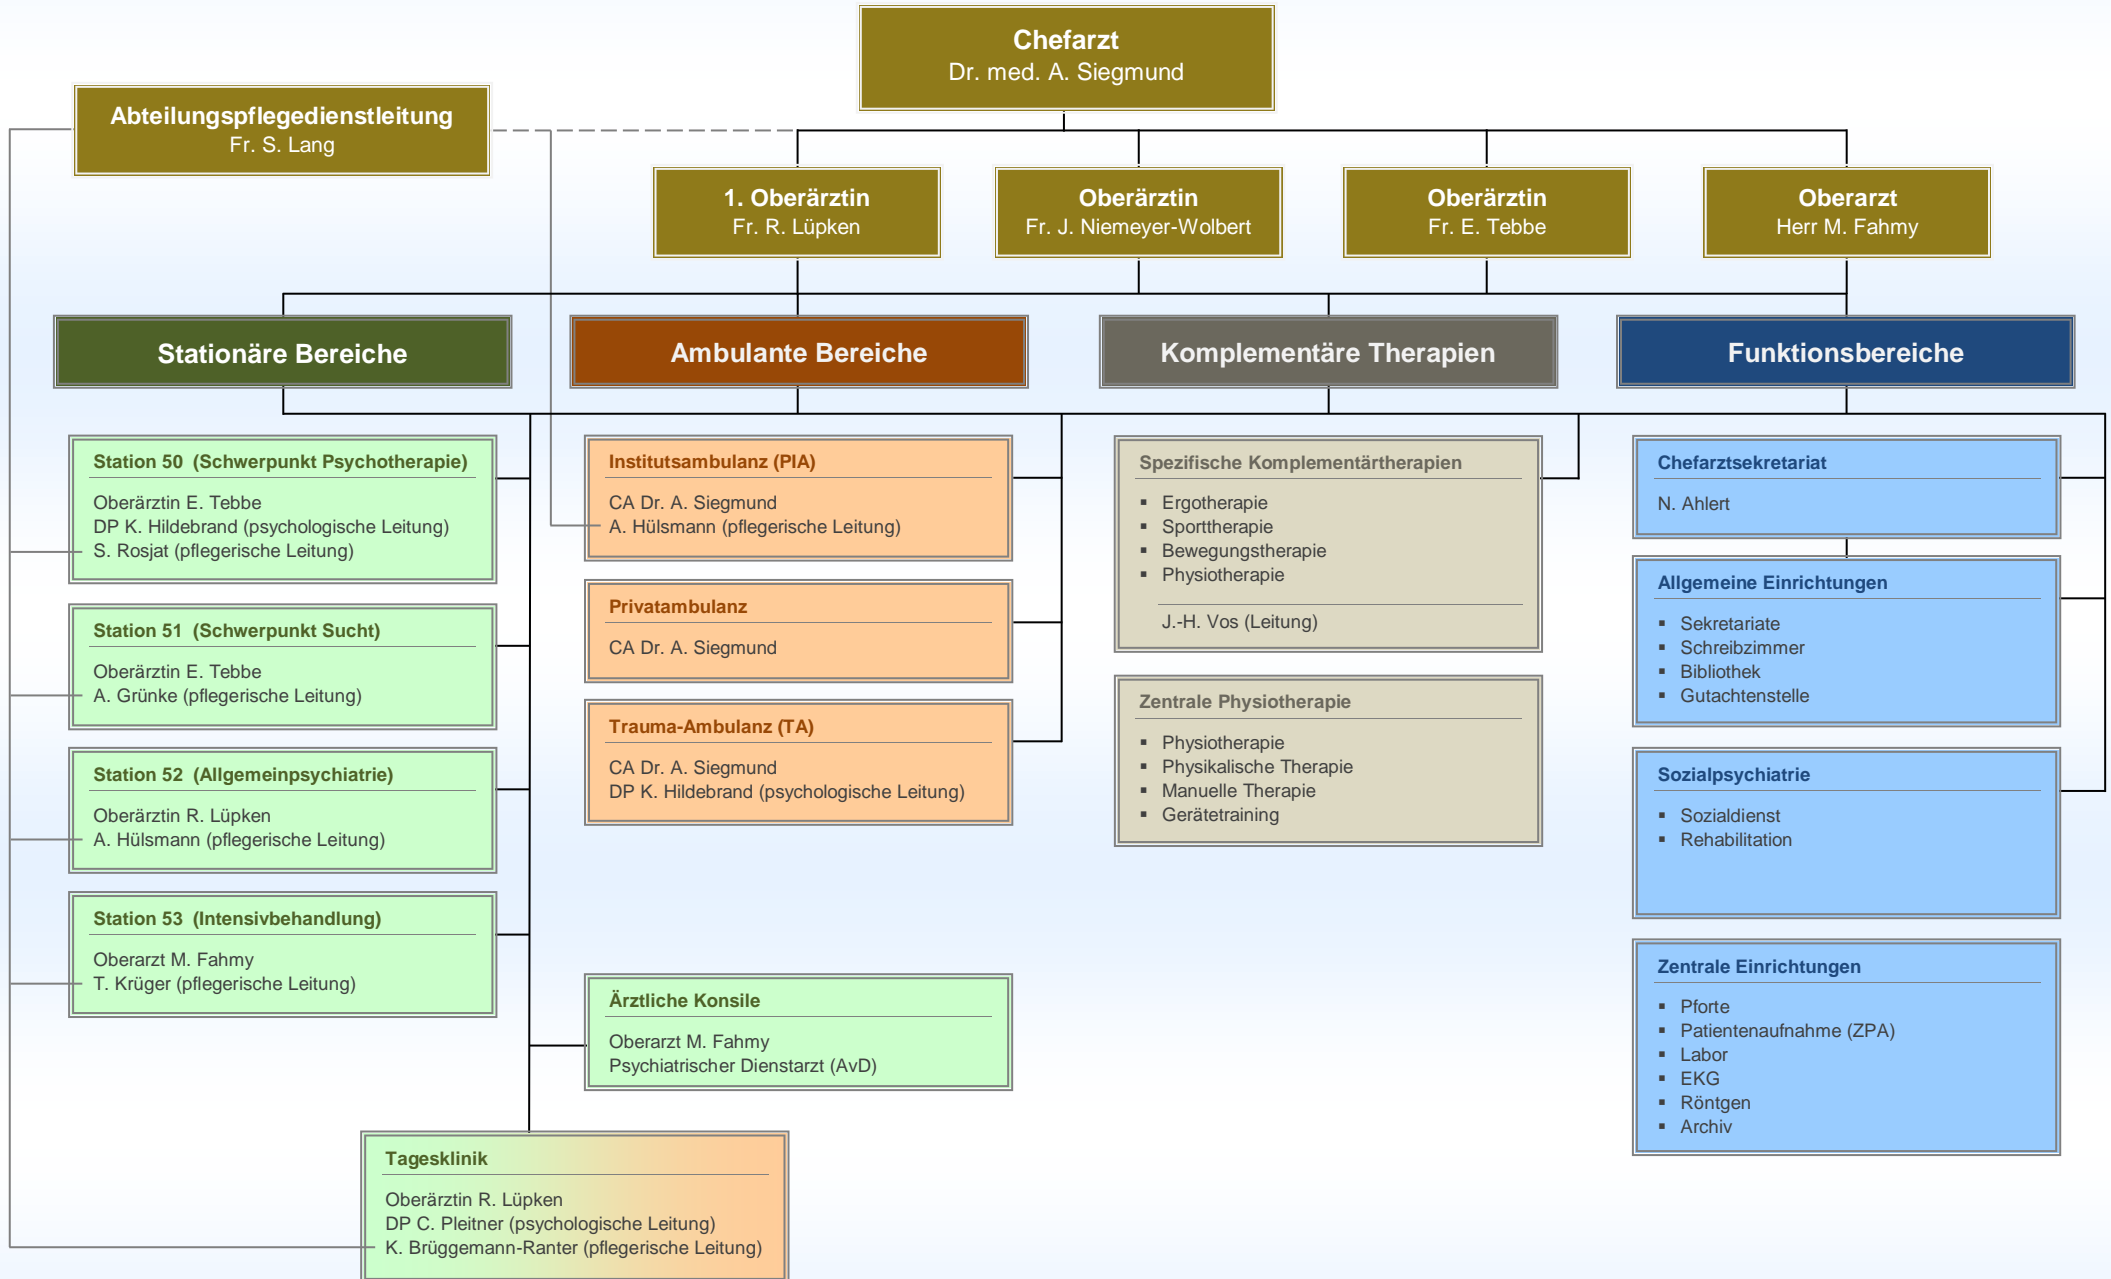 Chefarzt
Dr. med. A. Siegmund
Abteilungspflegedienstleitung
Fr. S. Lang
1. Oberärztin
Fr. R. Lüpken
Oberärztin
Fr. J. Niemeyer-Wolbert
Oberärztin
Fr. E. Tebbe
Oberarzt
Herr M. Fahmy
Stationäre Bereiche
Ambulante Bereiche
Komplementäre Therapien
Funktionsbereiche
Station 50 (Schwerpunkt Psychotherapie)
Oberärztin E. Tebbe
DP K. Hildebrand (psychologische Leitung)
S. Rosjat (pflegerische Leitung)
Station 51 (Schwerpunkt Sucht)
Oberärztin E. Tebbe
A. Grünke (pflegerische Leitung)
Station 52 (Allgemeinpsychiatrie)
Oberärztin R. Lüpken
A. Hülsmann (pflegerische Leitung)
Station 53 (Intensivbehandlung)
Oberarzt M. Fahmy
T. Krüger (pflegerische Leitung)
Institutsambulanz (PIA)
CA Dr. A. Siegmund
A. Hülsmann (pflegerische Leitung)
Privatambulanz
CA Dr. A. Siegmund
Trauma-Ambulanz (TA)
CA Dr. A. Siegmund
DP K. Hildebrand (psychologische Leitung)
Ärztliche Konsile
Oberarzt M. Fahmy
Psychiatrischer Dienstarzt (AvD)
Tagesklinik
Oberärztin R. Lüpken
DP C. Pleitner (psychologische Leitung)
K. Brüggemann-Ranter (pflegerische Leitung)
Spezifische Komplementärtherapien
▪ Ergotherapie
▪ Sporttherapie
▪ Bewegungstherapie
▪ Physiotherapie
J.-H. Vos (Leitung)
Zentrale Physiotherapie
▪ Physiotherapie
▪ Physikalische Therapie
▪ Manuelle Therapie
▪ Gerätetraining
Chefarztsekretariat
N. Ahlert
Allgemeine Einrichtungen
▪ Sekretariate
▪ Schreibzimmer
▪ Bibliothek
▪ Gutachtenstelle
Sozialpsychiatrie
▪ Sozialdienst
▪ Rehabilitation
Zentrale Einrichtungen
▪ Pforte
▪ Patientenaufnahme (ZPA)
▪ Labor
▪ EKG
▪ Röntgen
▪ Archiv